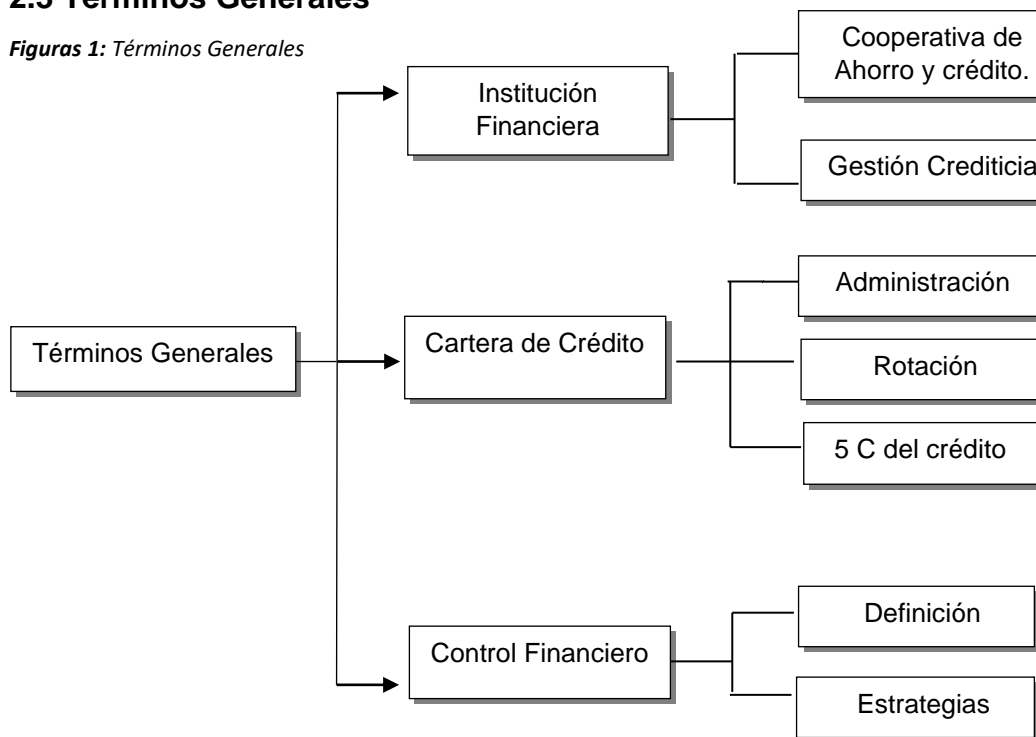 2.3 Términos Generales
Figuras 1: Términos Generales
Cooperativa de
Ahorro y crédito.
Institución
Financiera
Gestión Crediticia
Administración
Términos Generales
Cartera de Crédito
Rotación
5 C del crédito
Definición
Control Financiero
Estrategias